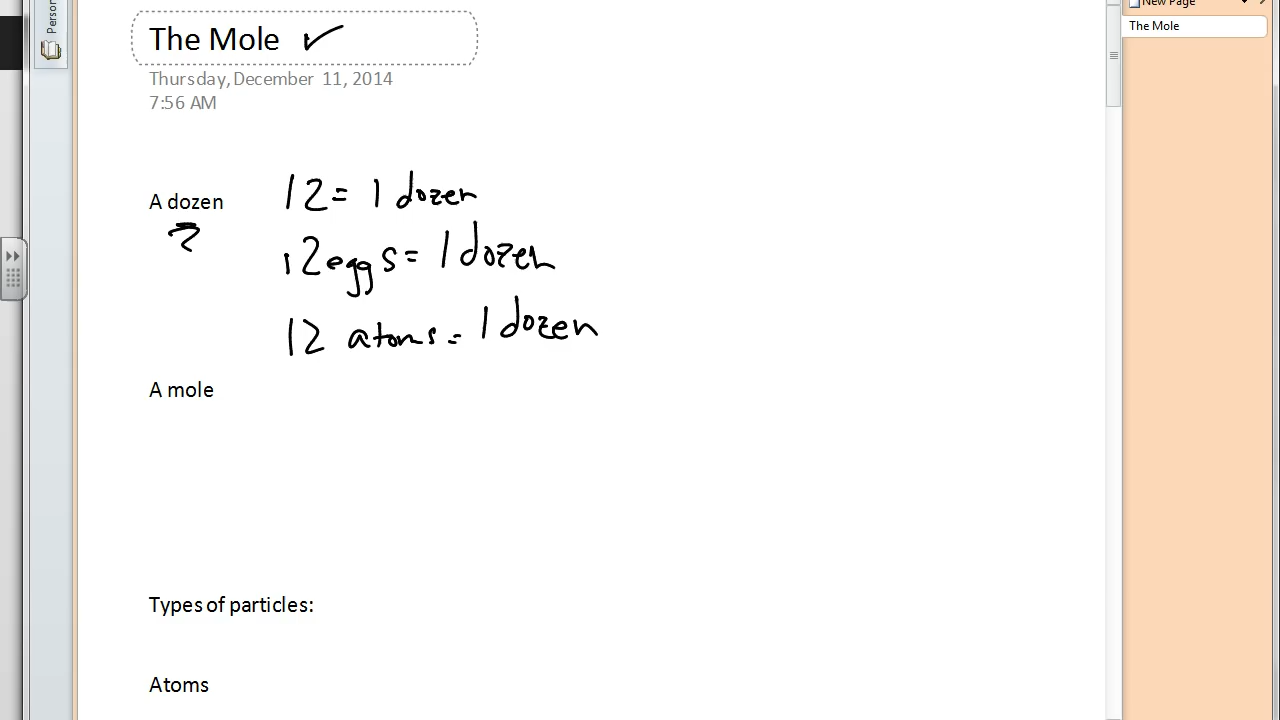 New Page
The Mole
Person
The Mole
Thursday, December 11, 2014
7:56 AM
A dozen
12 = 1 dozen
12 eggs = 1 dozen
12 atoms = 1 dozen
A mole
Types of particles:
Atoms